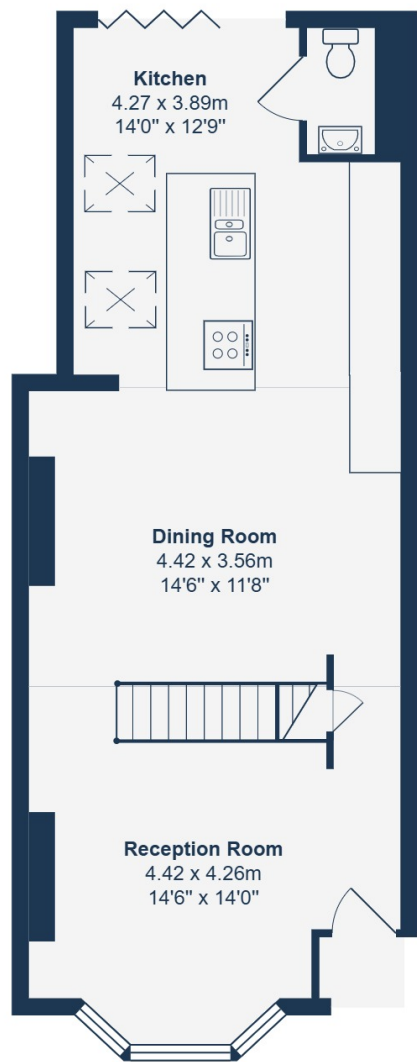 Kitchen
4.27 x 3.89m
14'0" x 12'9"
Dining Room
4.42 x 3.56m
14'6" x 11'8"
Reception Room
4.42 x 4.26m
14'6" x 14'0"